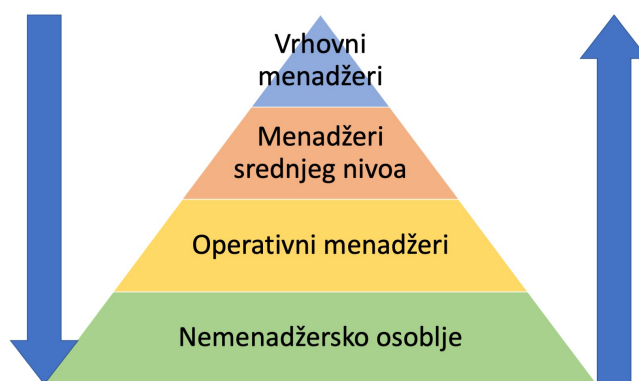 Vrhovni
menadžeri
Menadžeri
srednjeg nivoa
Operativni menadžeri
Nemenadžersko osoblje